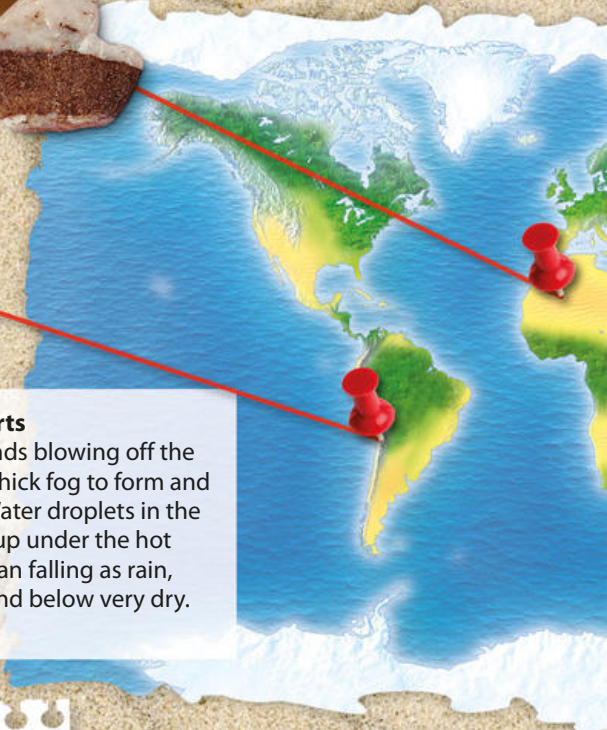 rts
nds blowing off the
hick fog to form and
ater droplets in the
up under the hot
an falling as rain,
nd below very dry.